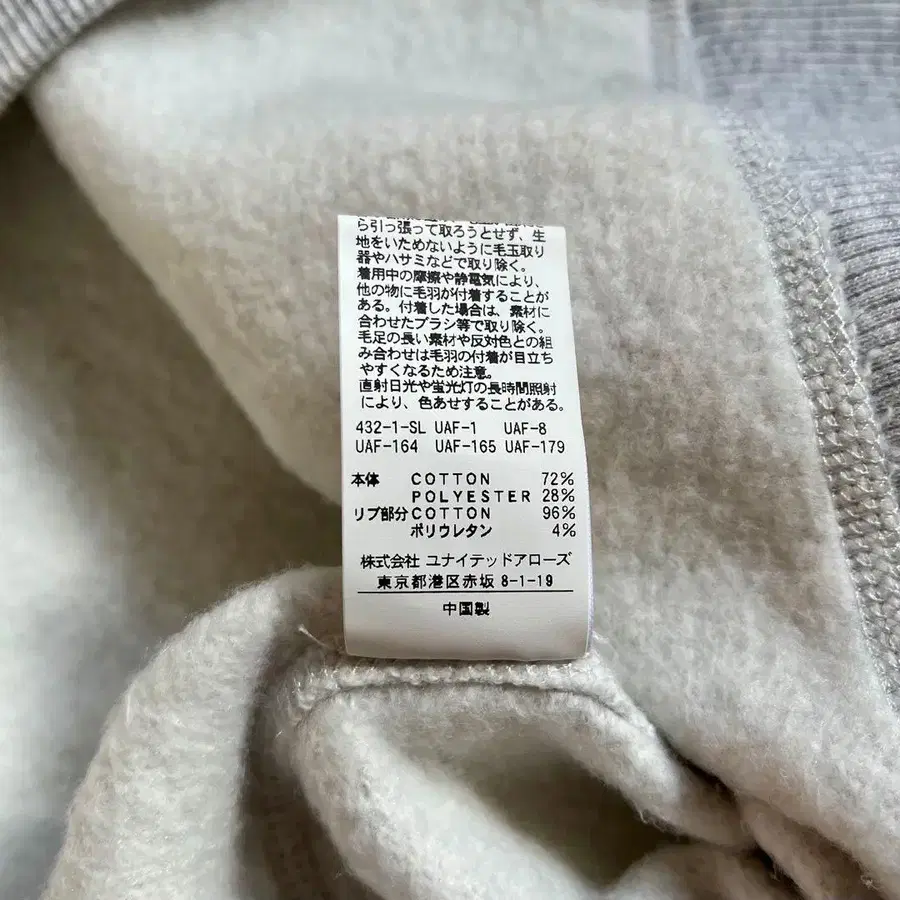 ら引っ張って取ろうとせず、生
地をいためないように毛玉取り
器やハサミなどで取り除く。
着用中の摩擦や静電気により、
他の物に毛羽が付着することが
ある。付着した場合は、素材に
合わせたブラシ等で取り除く。
毛足の長い素材や反対色との組
み合わせは毛羽の付着が目立ち
やすくなるため注意。
直射日光や蛍光灯の長時間照射
により、色あせすることがある。
432-1-SL UAF-1 UAF-8
UAF-164 UAF-165 UAF-179
本体 COTTON 72%
POLYESTER 28%
リブ部分 COTTON 96%
ポリウレタン 4%
株式会社 ユナイテッドアローズ
東京都港区赤坂 8-1-19
中国製